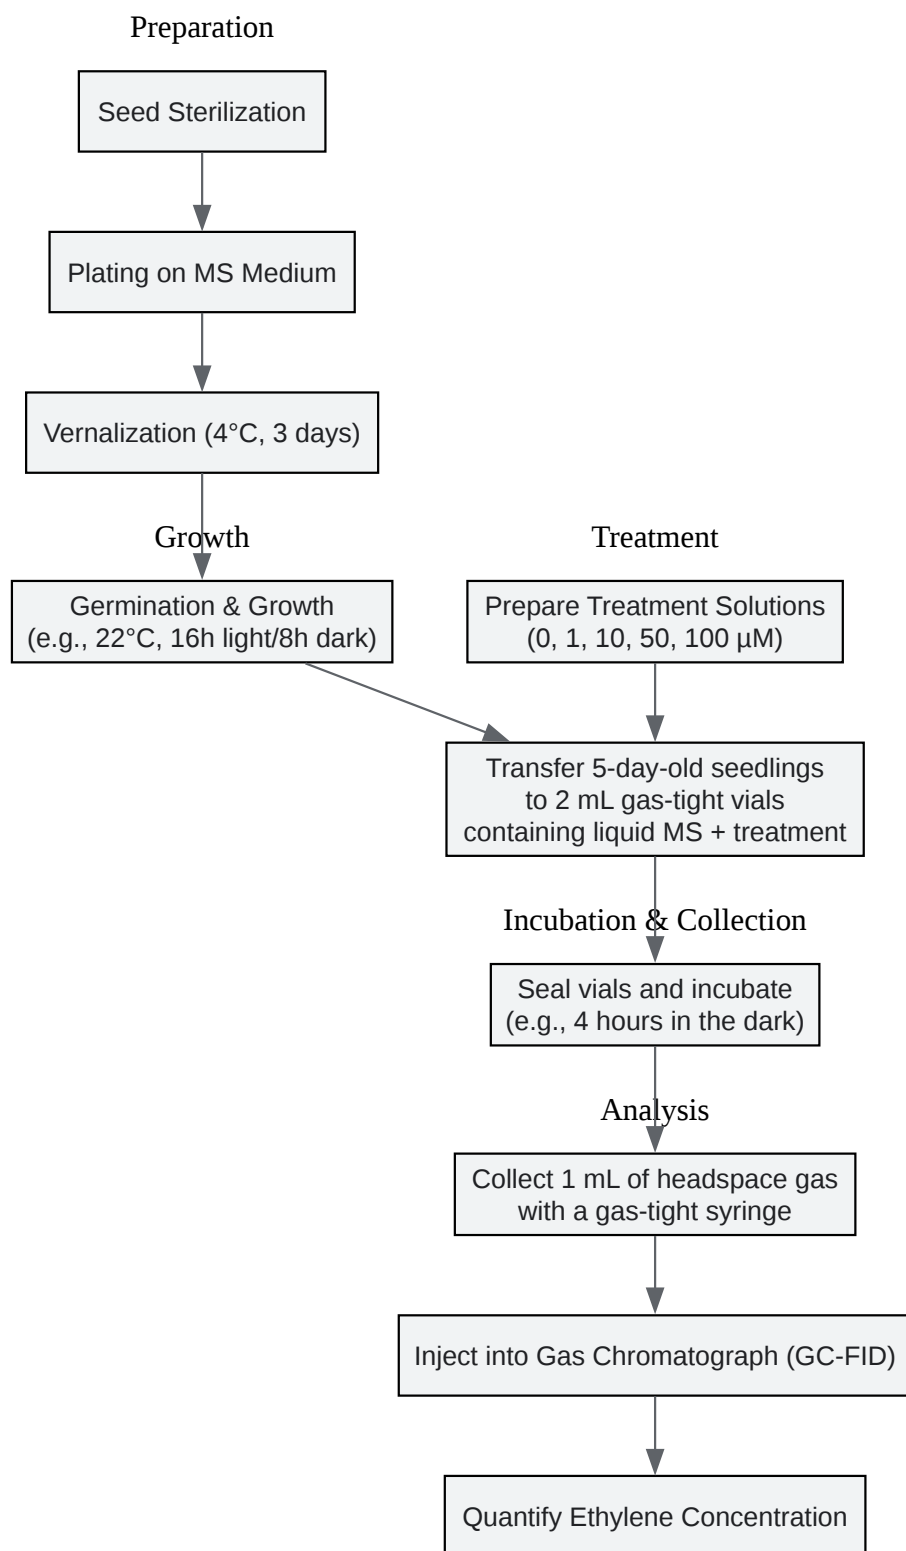 Preparation
Seed Sterilization
Plating on MS Medium
Vernalization (4°C, 3 days)
Growth
Germination & Growth
(e.g., 22°C, 16h light/8h dark)
Treatment
Prepare Treatment Solutions
(0, 1, 10, 50, 100 µM)
Transfer 5-day-old seedlings
to 2 mL gas-tight vials
containing liquid MS + treatment
Incubation & Collection
Seal vials and incubate
(e.g., 4 hours in the dark)
Analysis
Collect 1 mL of headspace gas
with a gas-tight syringe
Inject into Gas Chromatograph (GC-FID)
Quantify Ethylene Concentration